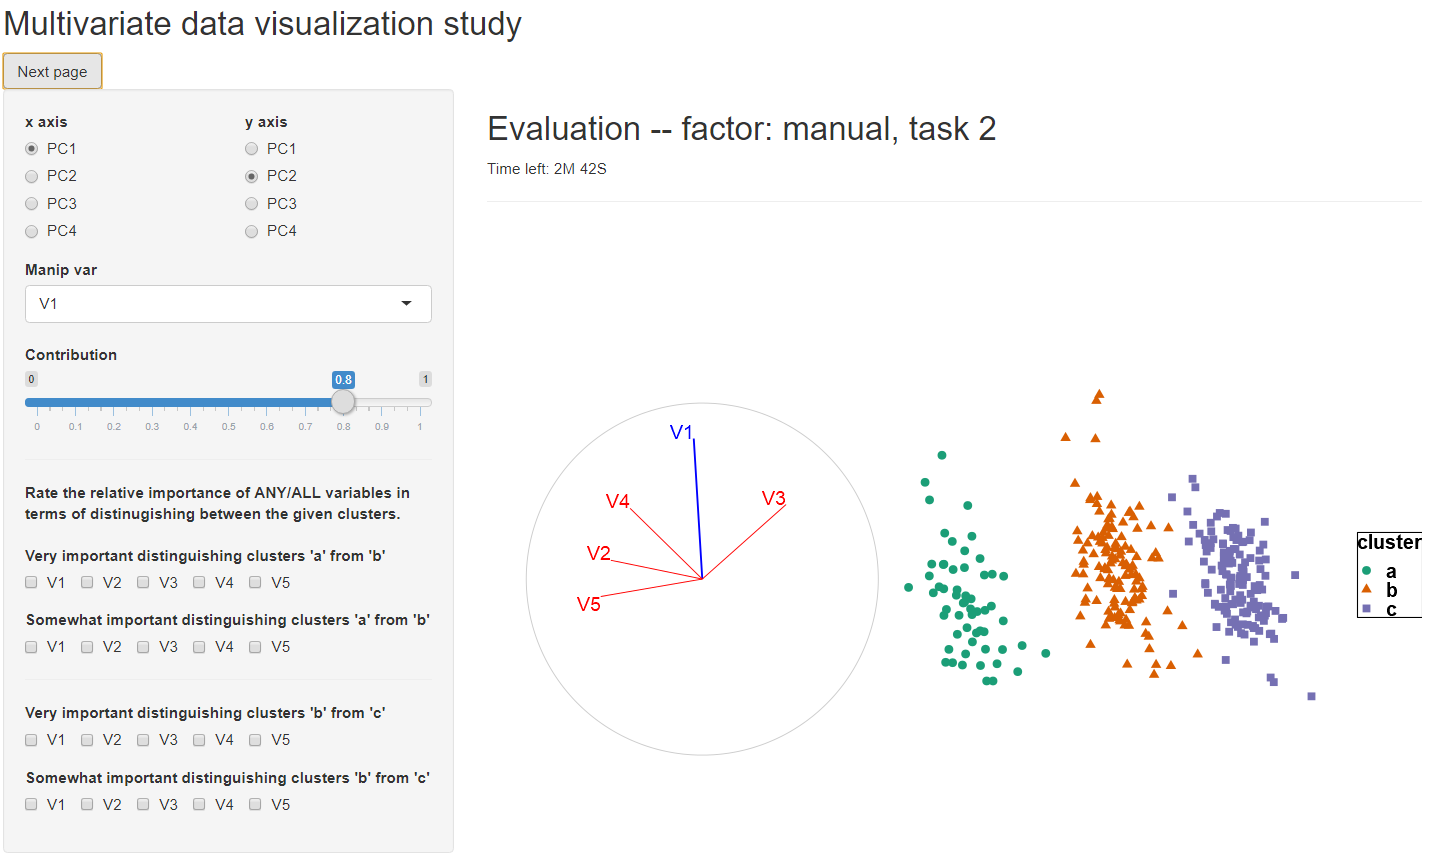 Multivariate data visualization study
Next page
x axis
y axis
PC1
PC1
PC2
PC2
PC3
PC3
PC4
PC4
Manip var
V1
Contribution
0 0.8 1
0 0.1 0.2 0.3 0.4 0.5 0.6 0.7 0.8 0.9 1
Rate the relative importance of ANY/ALL variables in
terms of distinugishing between the given clusters.
Very important distinguishing clusters 'a' from 'b'
V1 V2 V3 V4 V5
Somewhat important distinguishing clusters 'a' from 'b'
V1 V2 V3 V4 V5
Very important distinguishing clusters 'b' from 'c'
V1 V2 V3 V4 V5
Somewhat important distinguishing clusters 'b' from 'c'
V1 V2 V3 V4 V5
Evaluation -- factor: manual, task 2
Time left: 2M 42S
V1
V4
V3
V2
V5
cluster
a
b
c